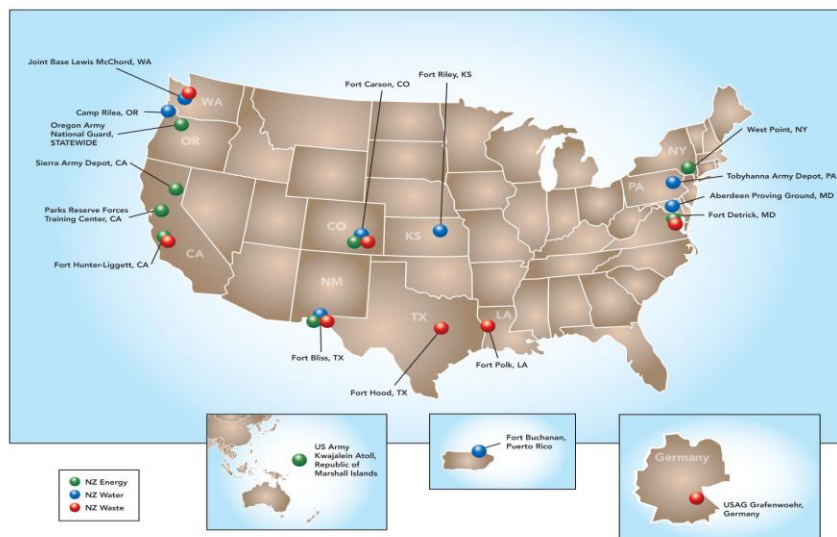 Joint Base Lewis McChord, WA
Camp Rilea, OR
Oregon Army
National Guard,
STATEWIDE
Sierra Army Depot, CA
Parks Reserve Forces
Training Center, CA
Fort Hunter-Liggett, CA
Fort Carson, CO
Fort Riley, KS
West Point, NY
Tobyhanna Army Depot, PA
Aberdeen Proving Ground, MD
Fort Detrick, MD
WA
OR
CA
CO
KS
NM
TX
LA
NY
PA
Fort Bliss, TX
Fort Hood, TX
Fort Polk, LA
NZ Energy
NZ Water
NZ Waste
US Army
Kwajalein Atoll,
Republic of
Marshall Islands
Fort Buchanan,
Puerto Rico
Germany
USAG Grafenwoehr,
Germany